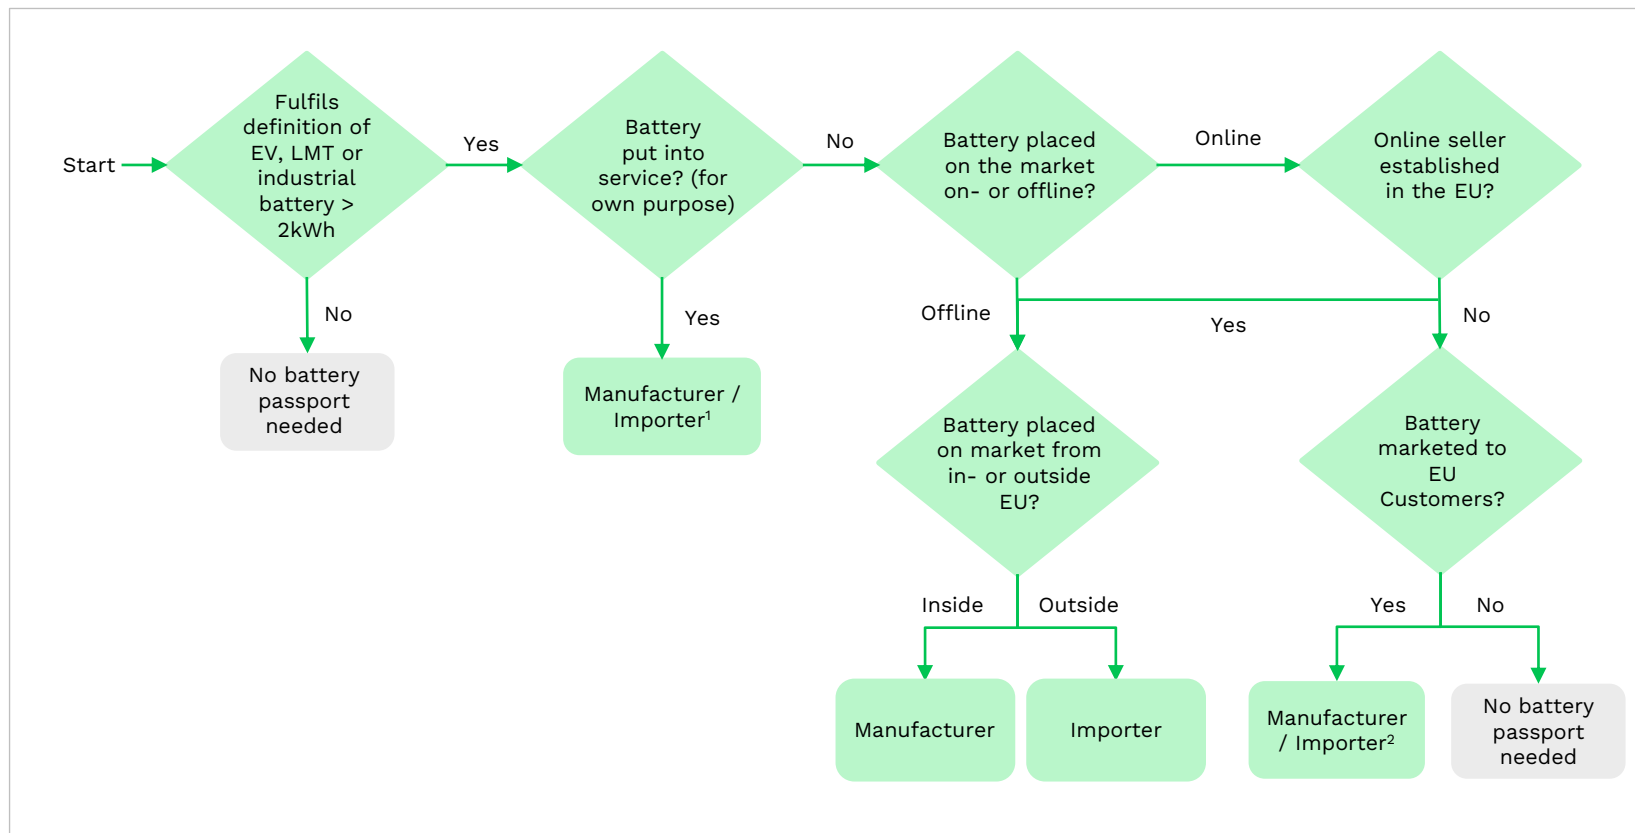 Start
Fulfils
definition of
EV, LMT or
industrial
battery >
2kWh
Yes
Battery
put into
service? (for
own purpose)
No
Battery placed
on the market
on- or offline?
Online
Online seller
established
in the EU?
No
Yes
Offline
Yes
No
No battery
passport
needed
Manufacturer /
Importer¹
Battery placed
on market from
in- or outside
EU?
Battery
marketed to
EU
Customers?
Inside
Outside
Yes
No
Manufacturer
Importer
Manufacturer
/ Importer²
No battery
passport
needed